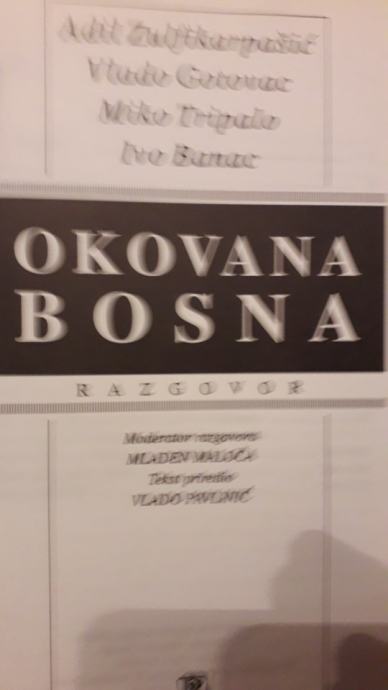 Adil Zulfikarpašić
Vlado Gotovac
Miko Tripalo
Ivo Banac
OKOVANA
BOSNA
RAZGOVOR
Moderator razgovora
MLADEN MALOČA
Tekst priredio
VLADO PAVLINIĆ